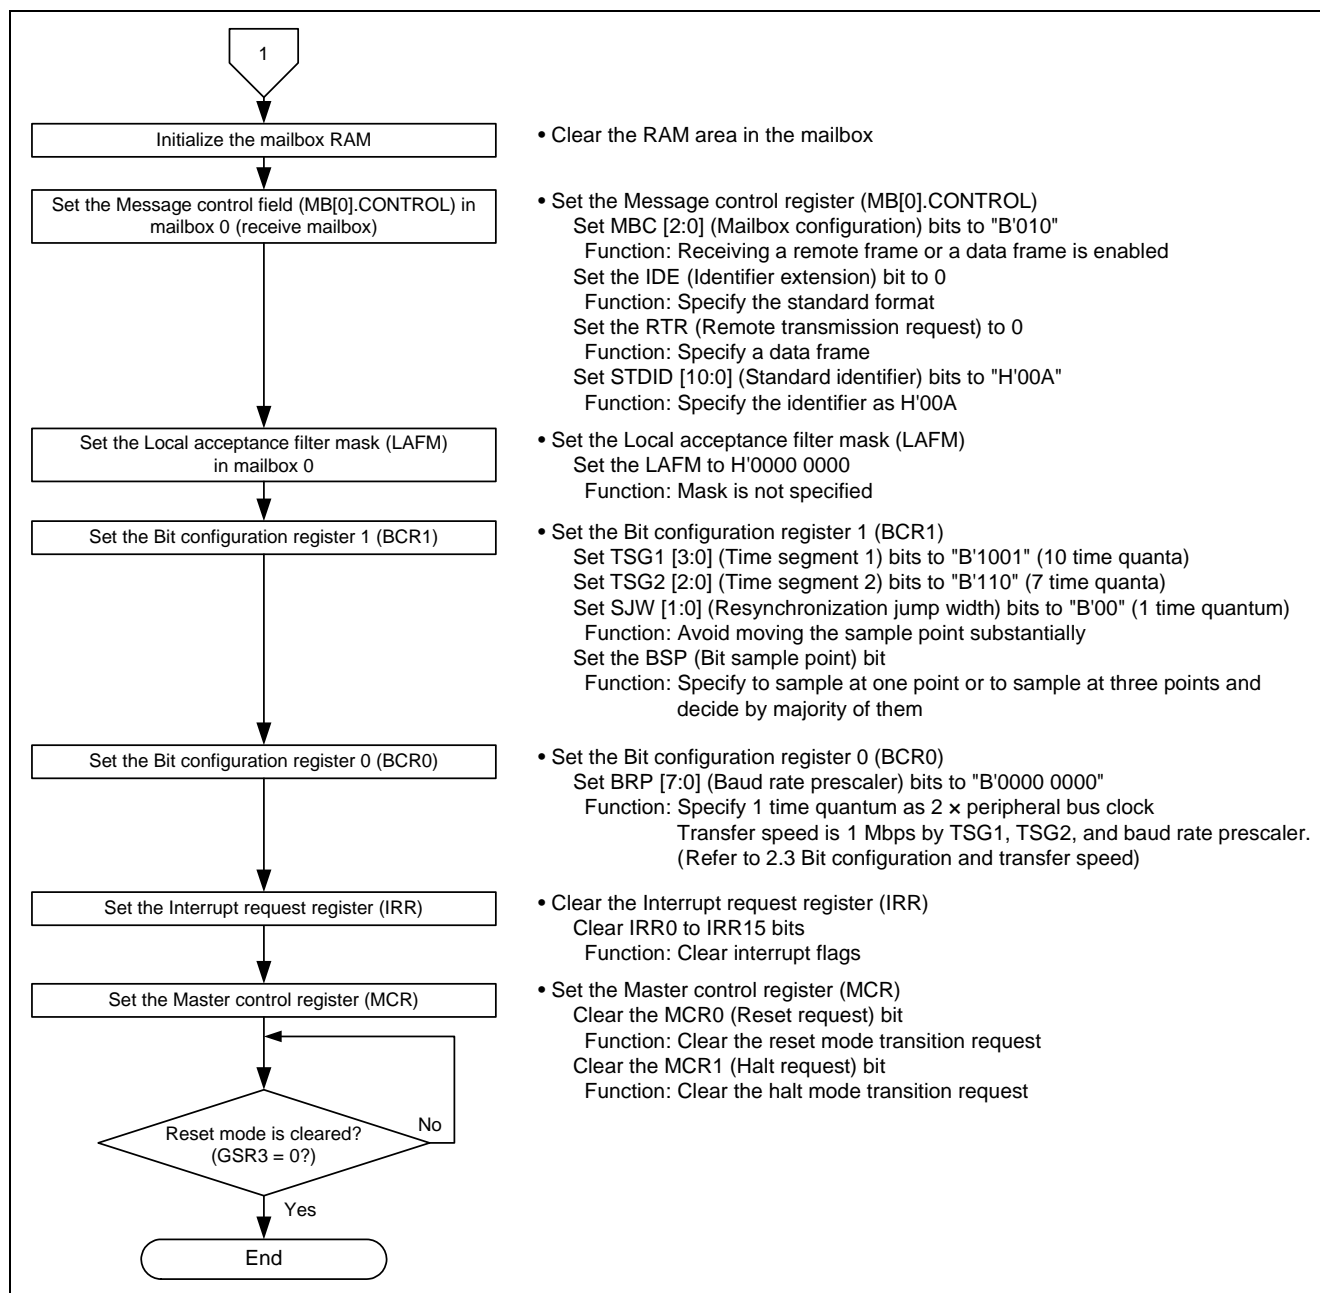 1
Initialize the mailbox RAM
• Clear the RAM area in the mailbox
Set the Message control field (MB[0].CONTROL) in
mailbox 0 (receive mailbox)
• Set the Message control register (MB[0].CONTROL)
Set MBC [2:0] (Mailbox configuration) bits to "B'010"
Function: Receiving a remote frame or a data frame is enabled
Set the IDE (Identifier extension) bit to 0
Function: Specify the standard format
Set the RTR (Remote transmission request) to 0
Function: Specify a data frame
Set STDID [10:0] (Standard identifier) bits to "H'00A"
Function: Specify the identifier as H'00A
Set the Local acceptance filter mask (LAFM)
in mailbox 0
• Set the Local acceptance filter mask (LAFM)
Set the LAFM to H'0000 0000
Function: Mask is not specified
Set the Bit configuration register 1 (BCR1)
• Set the Bit configuration register 1 (BCR1)
Set TSG1 [3:0] (Time segment 1) bits to "B'1001" (10 time quanta)
Set TSG2 [2:0] (Time segment 2) bits to "B'110" (7 time quanta)
Set SJW [1:0] (Resynchronization jump width) bits to "B'00" (1 time quantum)
Function: Avoid moving the sample point substantially
Set the BSP (Bit sample point) bit
Function: Specify to sample at one point or to sample at three points and
decide by majority of them
Set the Bit configuration register 0 (BCR0)
• Set the Bit configuration register 0 (BCR0)
Set BRP [7:0] (Baud rate prescaler) bits to "B'0000 0000"
Function: Specify 1 time quantum as 2 × peripheral bus clock
Transfer speed is 1 Mbps by TSG1, TSG2, and baud rate prescaler.
(Refer to 2.3 Bit configuration and transfer speed)
Set the Interrupt request register (IRR)
• Clear the Interrupt request register (IRR)
Clear IRR0 to IRR15 bits
Function: Clear interrupt flags
Set the Master control register (MCR)
• Set the Master control register (MCR)
Clear the MCR0 (Reset request) bit
Function: Clear the reset mode transition request
Clear the MCR1 (Halt request) bit
Function: Clear the halt mode transition request
Reset mode is cleared?
(GSR3 = 0?)
No
Yes
End